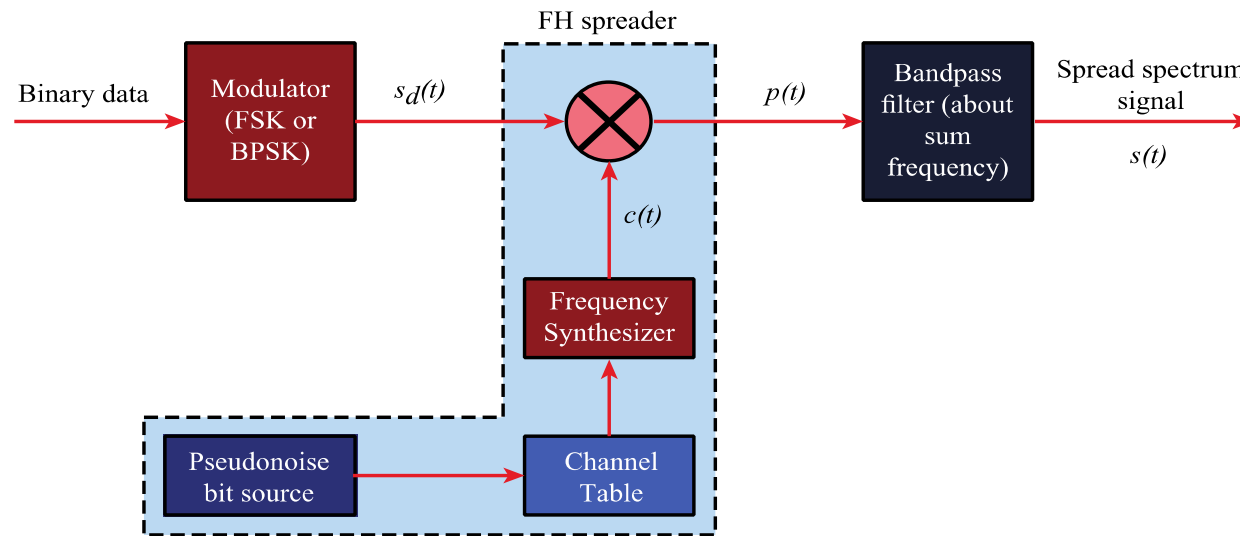 FH spreader
Binary data
Modulator
(FSK or
BPSK)
s_d(t)
p(t)
Bandpass
filter (about
sum
frequency)
Spread spectrum
signal
s(t)
c(t)
Frequency
Synthesizer
Pseudonoise
bit source
Channel
Table